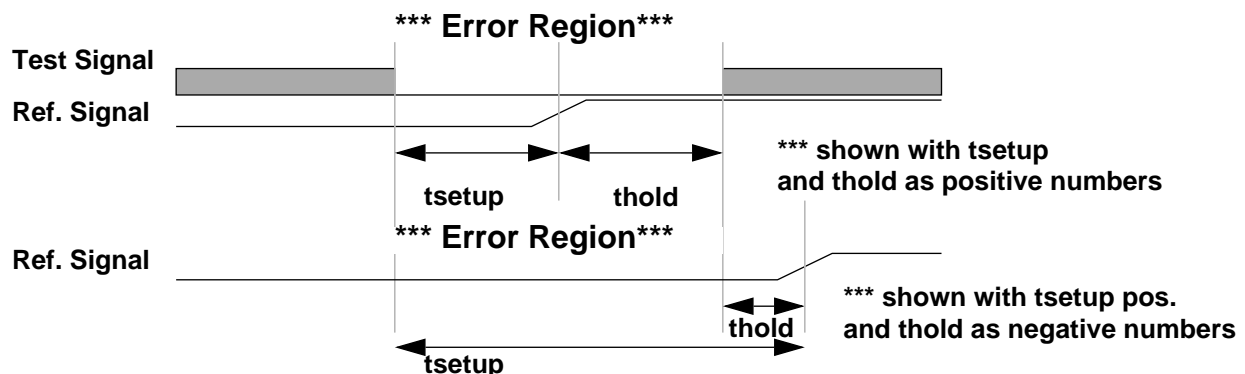 *** Error Region***
Test Signal
Ref. Signal
*** shown with tsetup
and thold as positive numbers
tsetup
thold
*** Error Region***
Ref. Signal
*** shown with tsetup pos.
and thold as negative numbers
thold
tsetup